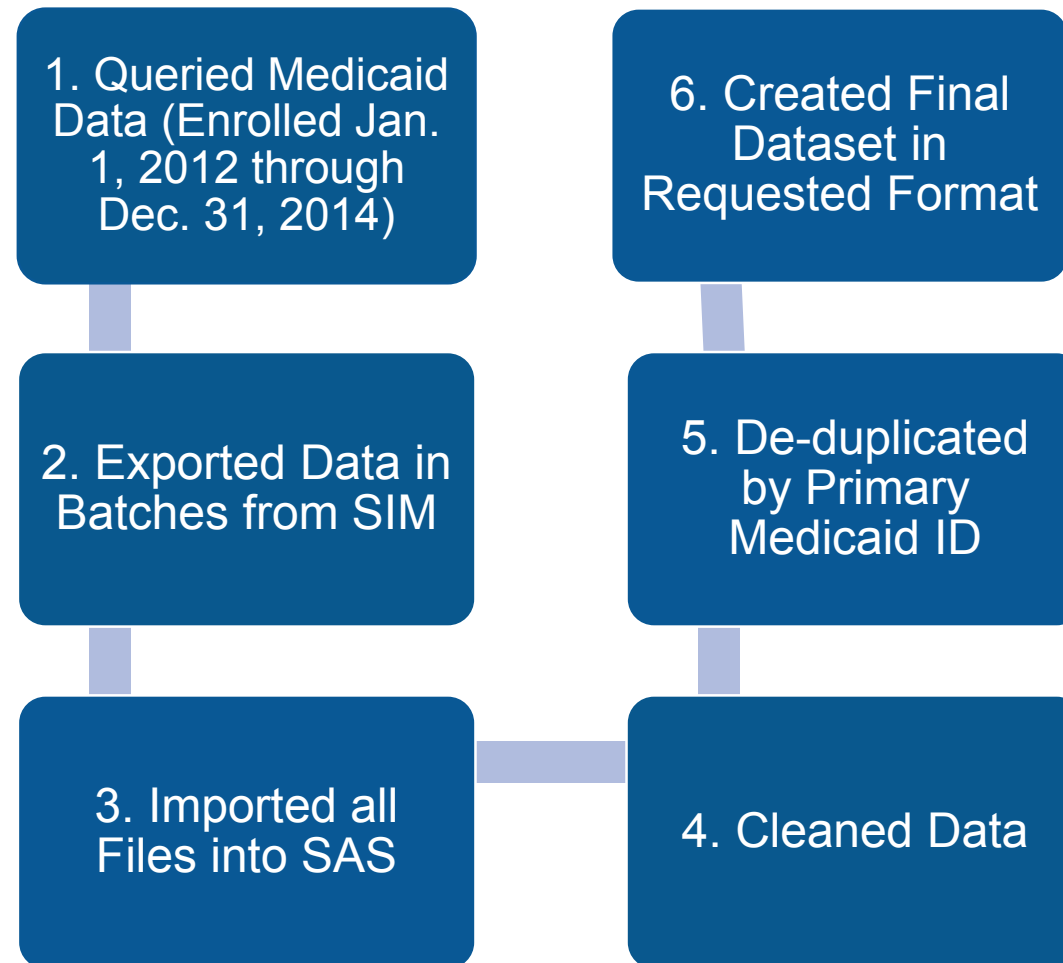 1. Queried Medicaid
Data (Enrolled Jan.
1, 2012 through
Dec. 31, 2014)
2. Exported Data in
Batches from SIM
3. Imported all
Files into SAS
4. Cleaned Data
5. De-duplicated
by Primary
Medicaid ID
6. Created Final
Dataset in
Requested Format